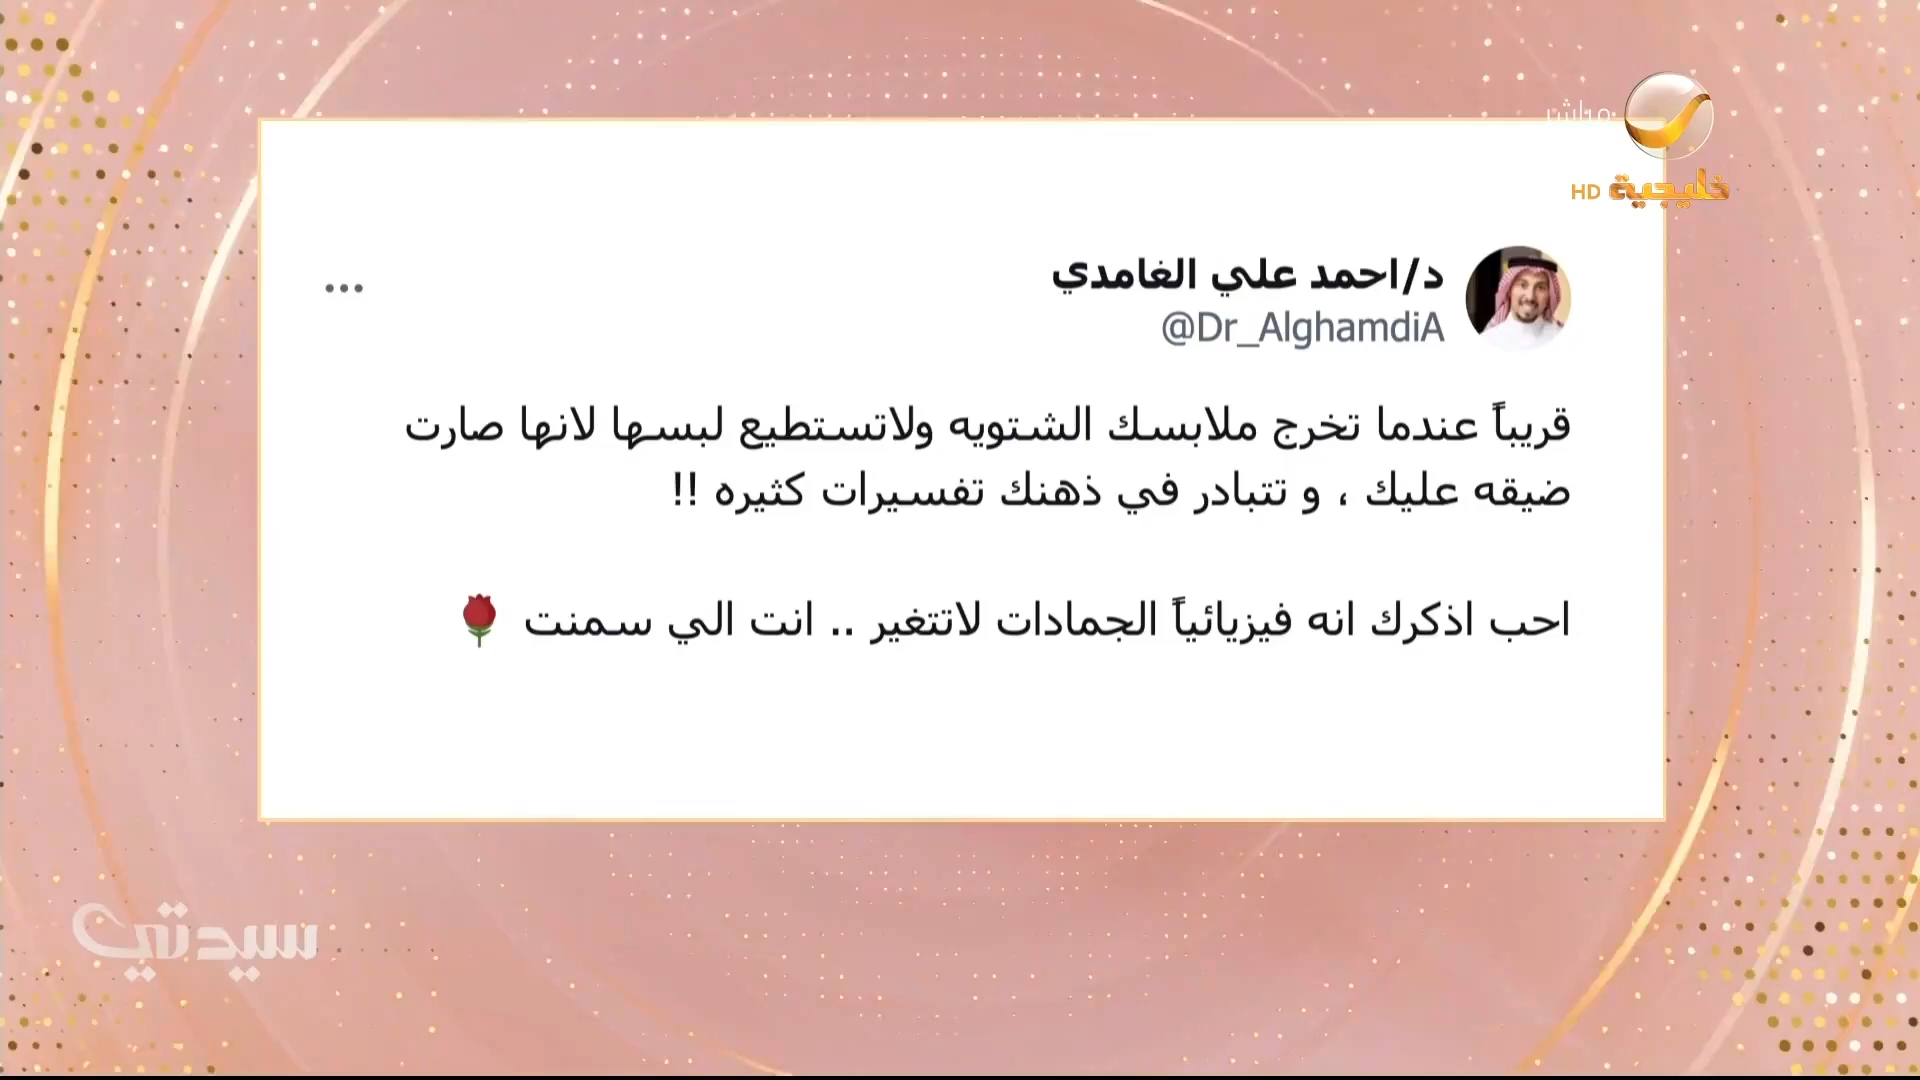 مباشر
خليجية HD
د/احمد علي الغامدي
@Dr_AlghamdiA
قريباً عندما تخرج ملابسك الشتويه ولاتستطيع لبسها لانها صارت
ضيقه عليك ، و تتبادر في ذهنك تفسيرات كثيره !!
احب اذكرك انه فيزيائياً الجمادات لاتتغير .. انت الي سمنت 🌹
سيدتي